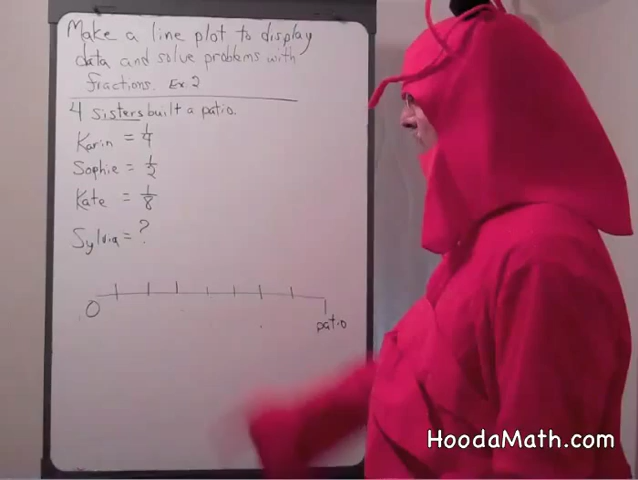 Make a line plot to display
data and solve problems with
fractions. Ex 2
4 sisters built a patio.
Karin = 1/4
Sophie = 1/2
Kate = 1/8
Sylvia = ?
0
patio
HoodaMath.com